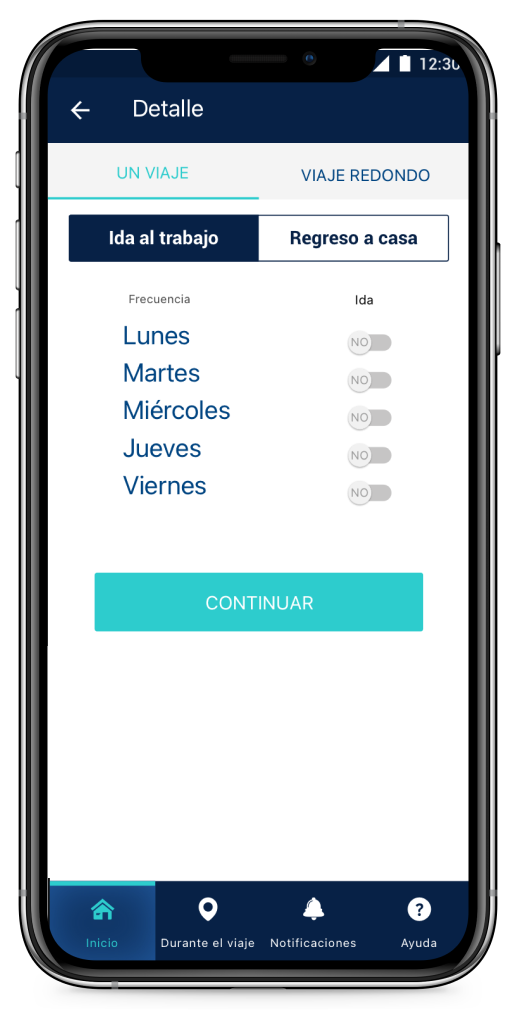 12:30
Detalle
UN VIAJE VIAJE REDONDO
Ida al trabajo Regreso a casa
Frecuencia Ida
Lunes NO
Martes NO
Miércoles NO
Jueves NO
Viernes NO
CONTINUAR
Inicio Durante el viaje Notificaciones Ayuda